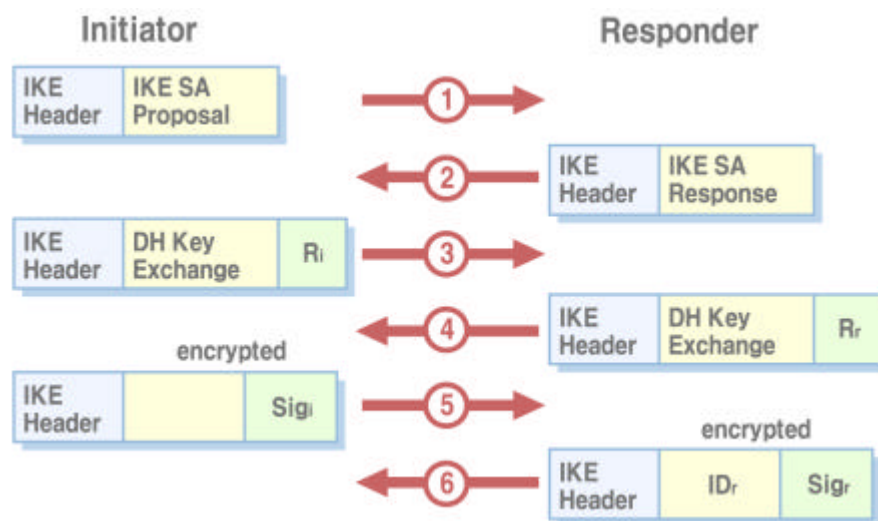 Initiator
Responder
IKE Header
IKE SA Proposal
1
2
IKE Header
IKE SA Response
IKE Header
DH Key Exchange
Ri
3
4
IKE Header
DH Key Exchange
Rr
encrypted
IKE Header
Sigi
5
encrypted
6
IKE Header
IDr
Sigr